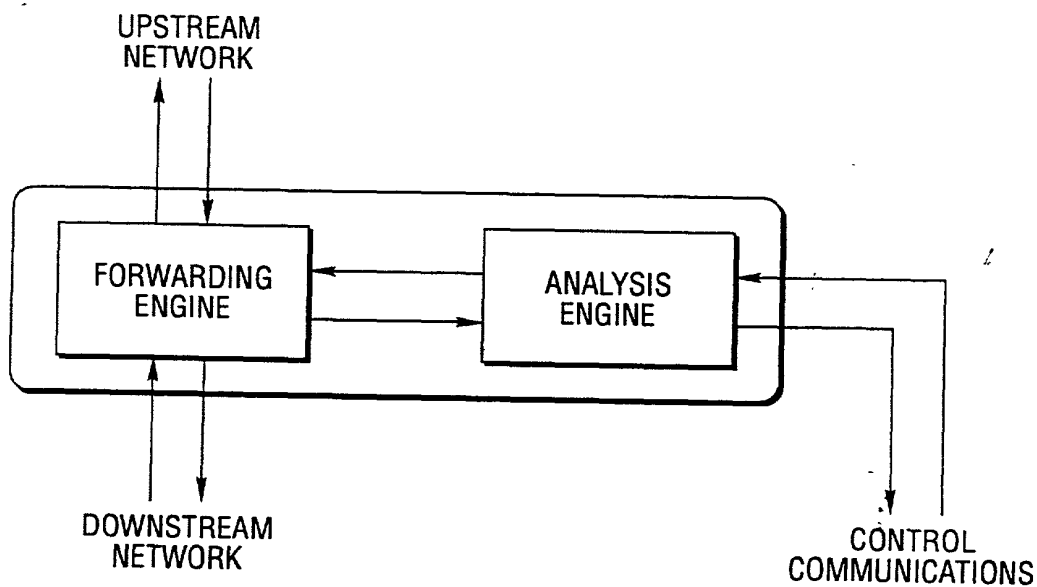 UPSTREAM
NETWORK
FORWARDING
ENGINE
ANALYSIS
ENGINE
DOWNSTREAM
NETWORK
CONTROL
COMMUNICATIONS